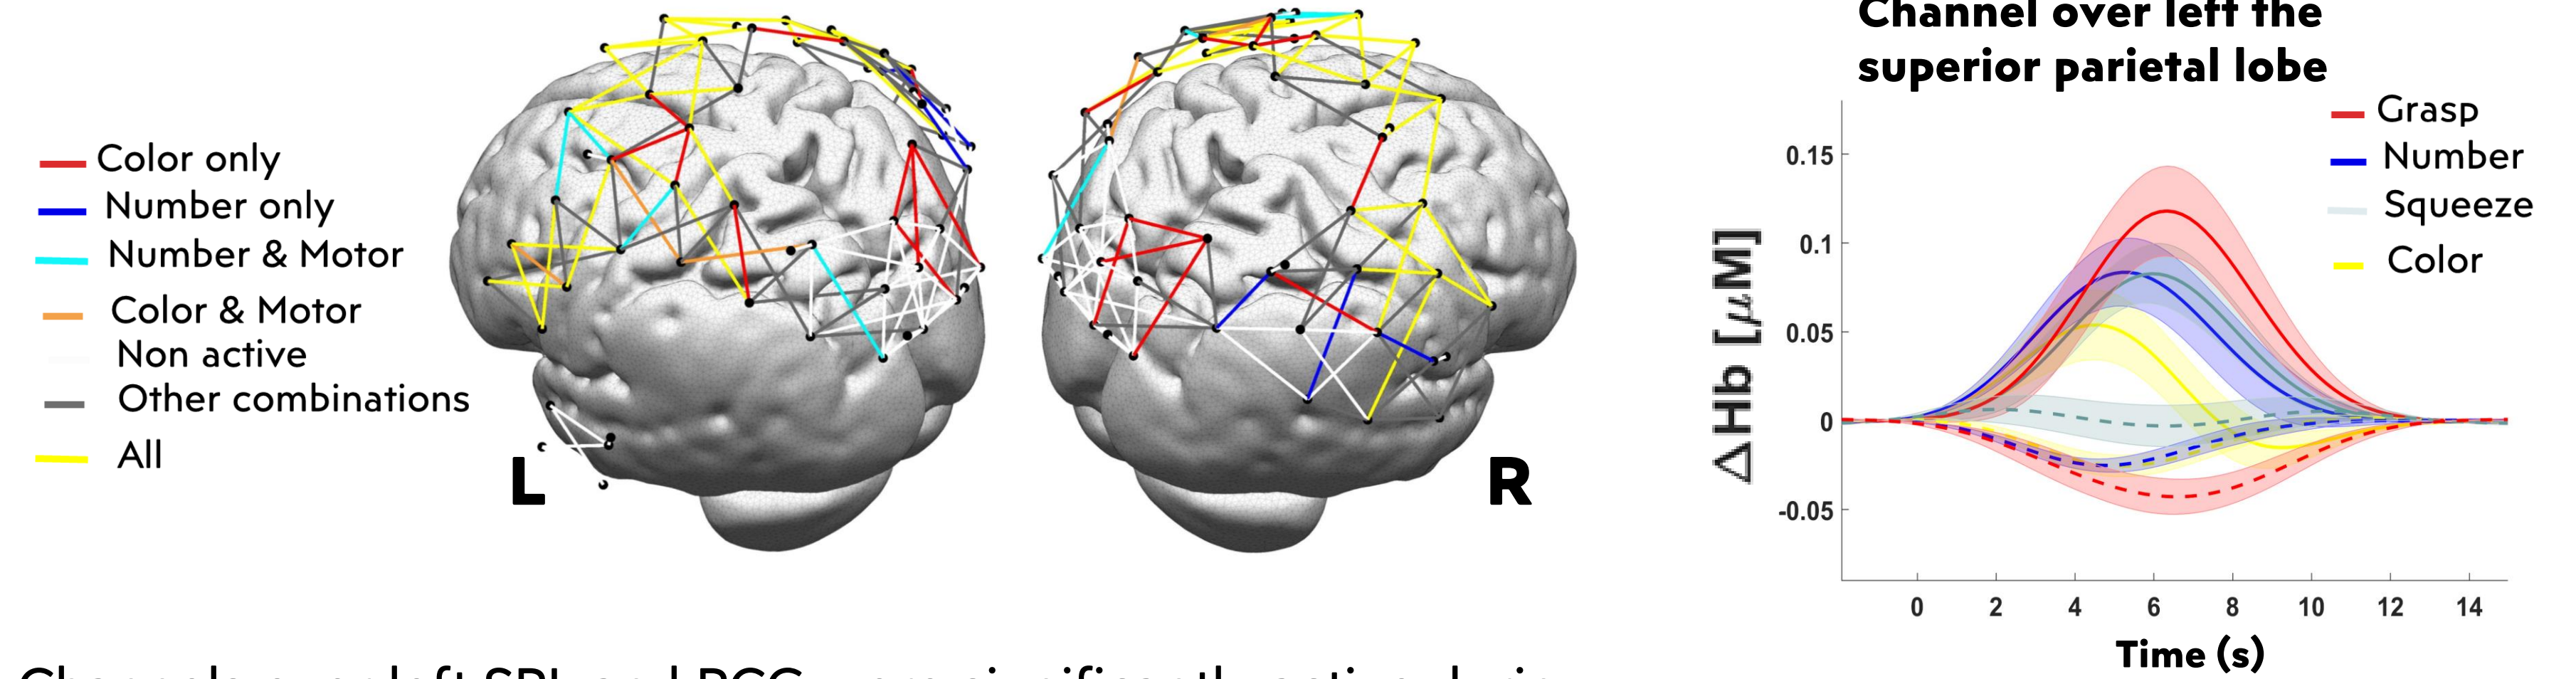 Color only
Number only
Number & Motor
Color & Motor
Non active
Other combinations
All
L
R
Channel over left the
superior parietal lobe
Grasp
Number
Squeeze
Color
ΔHb [μM]
0.15
0.1
0.05
0
-0.05
0 2 4 6 8 10 12 14
Time (s)